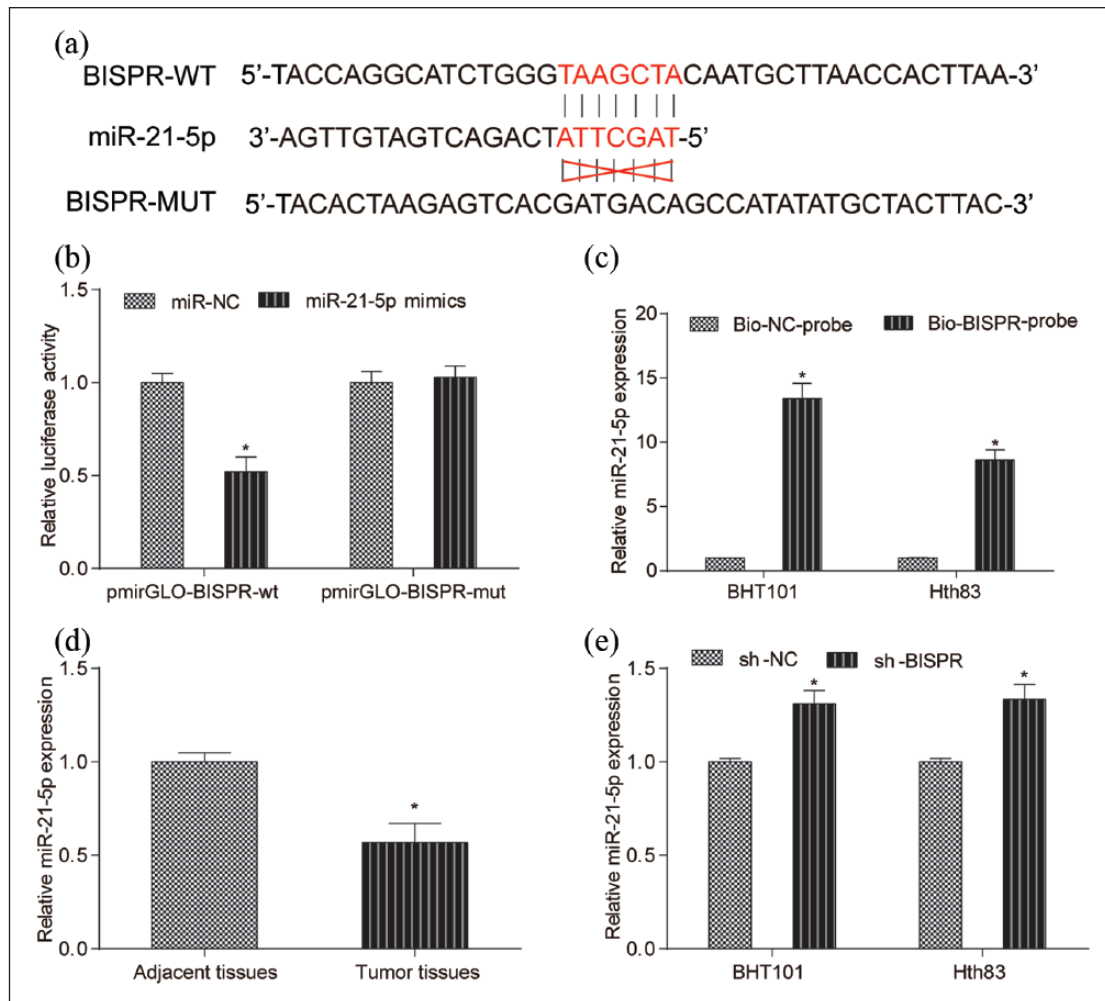 (a)
BISPR-WT 5’-TACCAGGCATCTGGGTAAGCTACAATGCTTAACCACTTAA-3’
miR-21-5p 3’-AGTTGTAGTCAGACTATTCGAT-5’
BISPR-MUT 5’-TACACTAAGAGTCACGATGACAGCCATATATGCTACTTAC-3’
(b)
miR-NC miR-21-5p mimics
Relative luciferase activity
1.5
1.0
0.5
0.0
*
pmirGLO-BISPR-wt pmirGLO-BISPR-mut
(c)
Bio-NC-probe Bio-BISPR-probe
Relative miR-21-5p expression
20
15
10
5
0
*
*
BHT101 Hth83
(d)
Relative miR-21-5p expression
1.5
1.0
0.5
0.0
*
Adjacent tissues Tumor tissues
(e)
sh-NC sh-BISPR
Relative miR-21-5p expression
1.5
1.0
0.5
0.0
*
*
BHT101 Hth83